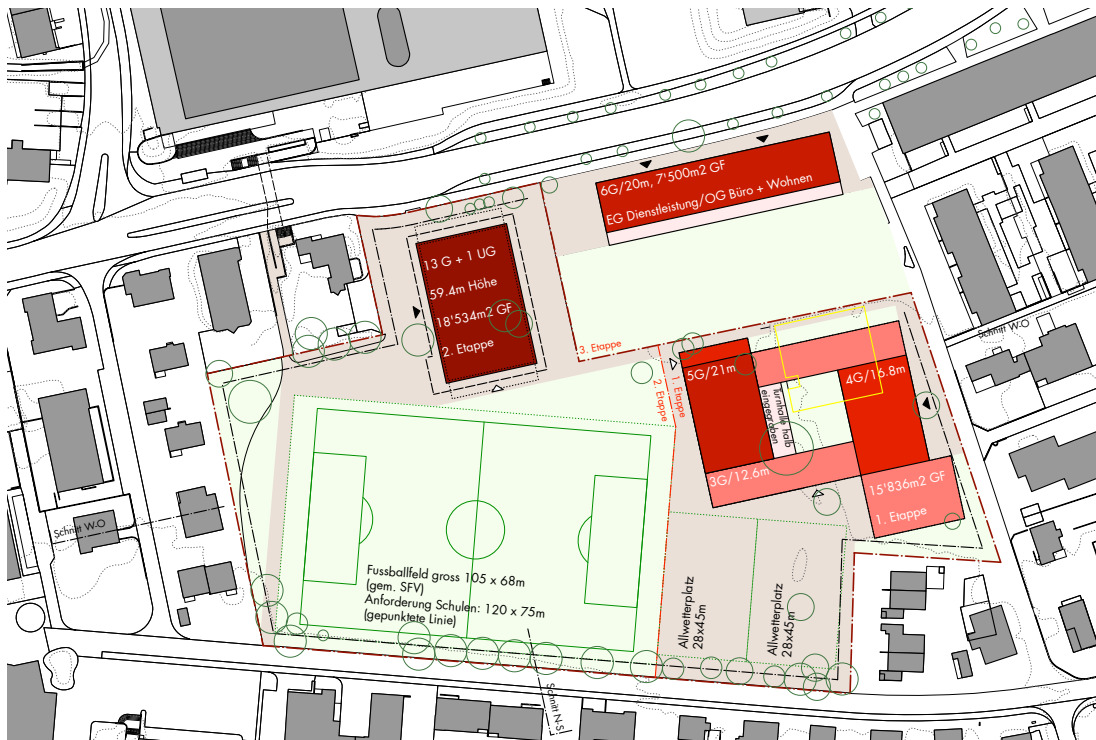 6G/20m, 7'500m2 GF
EG Dienstleistung/OG Büro + Wohnen
13 G + 1 UG
59.4m Höhe
18'534m2 GF
2. Etappe
3. Etappe
1. Etappe
2. Etappe
5G/21m
4G/16.8m
Turnhalle halb
eingegraben
3G/12.6m
15'836m2 GF
1. Etappe
Schnitt W-O
Schnitt W-O
Fussballfeld gross 105 x 68m
(gem. SFV)
Anforderung Schulen: 120 x 75m
(gepunktete Linie)
Allwetterplatz
28x45m
Allwetterplatz
28x45m
Schnitt N-S